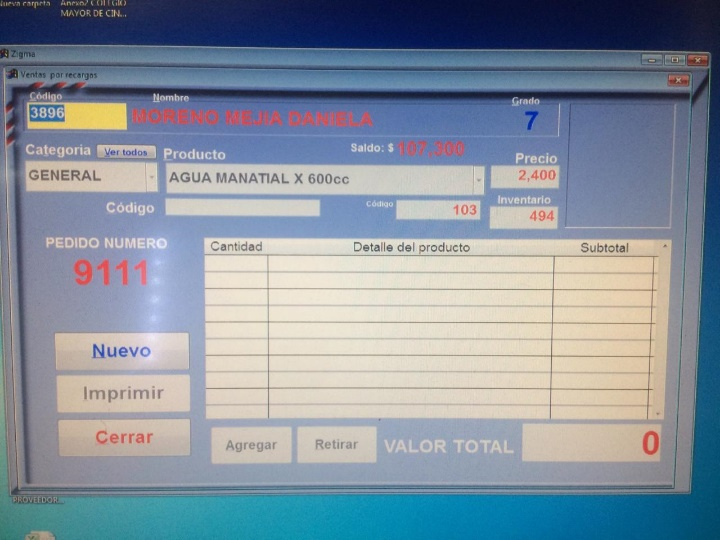 Nueva carpeta Anexo2 COLEGIO
MAYOR DE CIN...
Zigma
Ventas por recargos
Código Nombre Grado
3896 MORENO MEJIA DANIELA 7
Categoria Ver todos Producto Saldo: $ 107,300 Precio
GENERAL AGUA MANATIAL X 600cc 2,400
Código Código 103 Inventario
494
PEDIDO NUMERO
9111
Cantidad Detalle del producto Subtotal
Nuevo
Imprimir
Cerrar
Agregar Retirar VALOR TOTAL 0
PROVEEDOR...